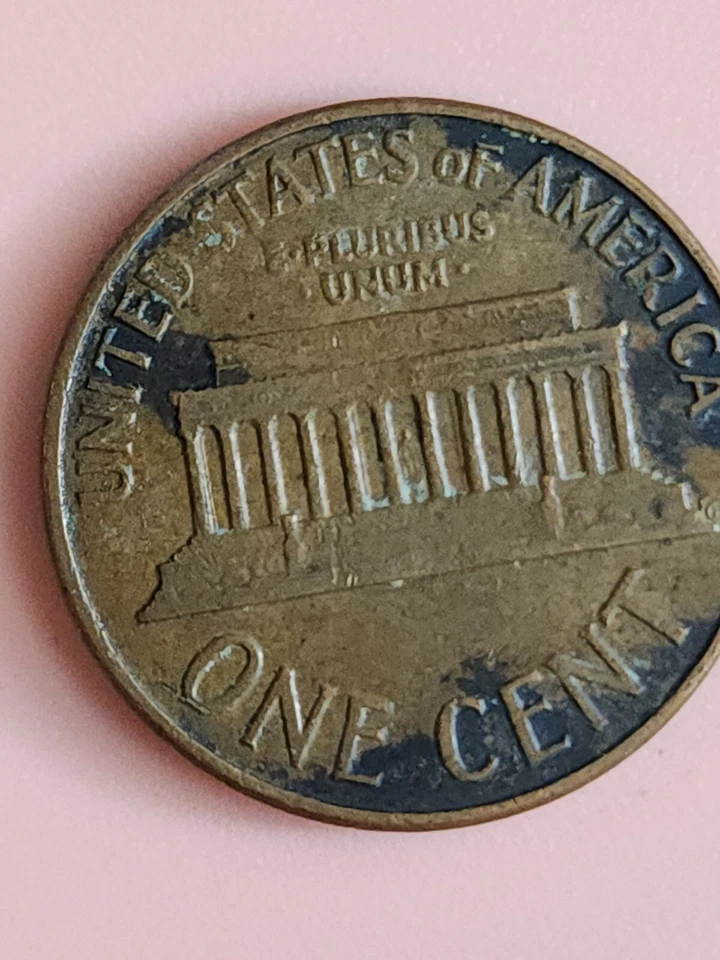 UNITED STATES OF AMERICA
E·PLURIBUS
·UNUM·
ONE CENT